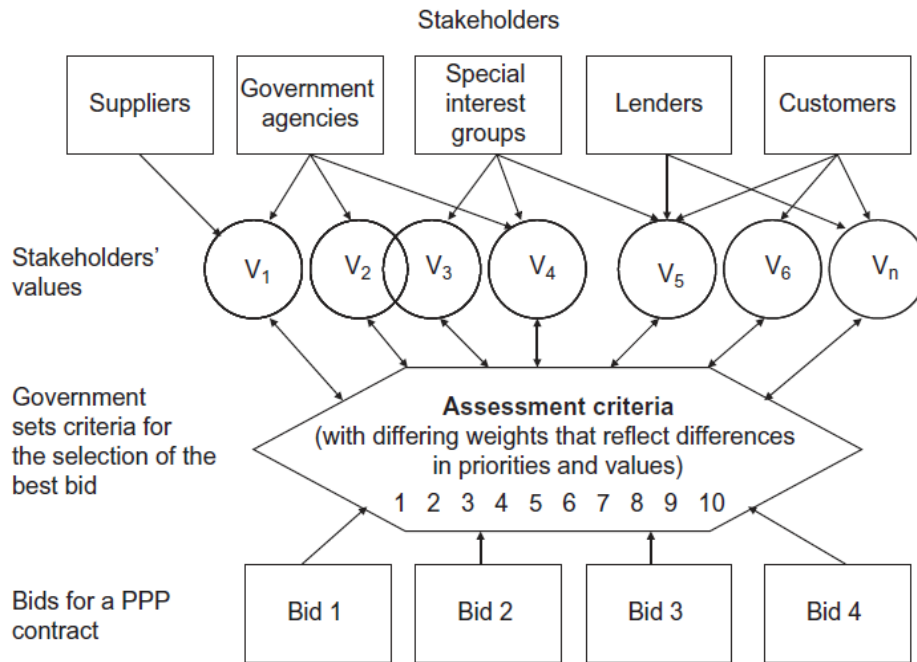 Stakeholders
Suppliers
Government
agencies
Special
interest
groups
Lenders
Customers
Stakeholders’
values
V1
V2
V3
V4
V5
V6
Vn
Government
sets criteria for
the selection of the
best bid
Assessment criteria
(with differing weights that reflect differences
in priorities and values)
1 2 3 4 5 6 7 8 9 10
Bids for a PPP
contract
Bid 1
Bid 2
Bid 3
Bid 4